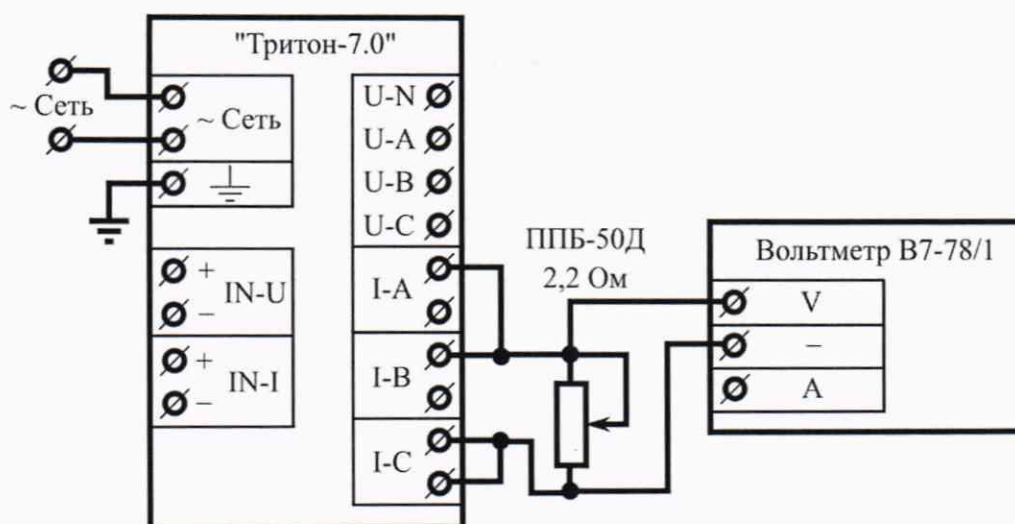 "Тритон-7.0"
~ Сеть
~ Сеть
U-N
U-A
U-B
U-C
+
IN-U
–
+
IN-I
–
I-A
I-B
I-C
ППБ-50Д
2,2 Ом
Вольтметр В7-78/1
V
–
A